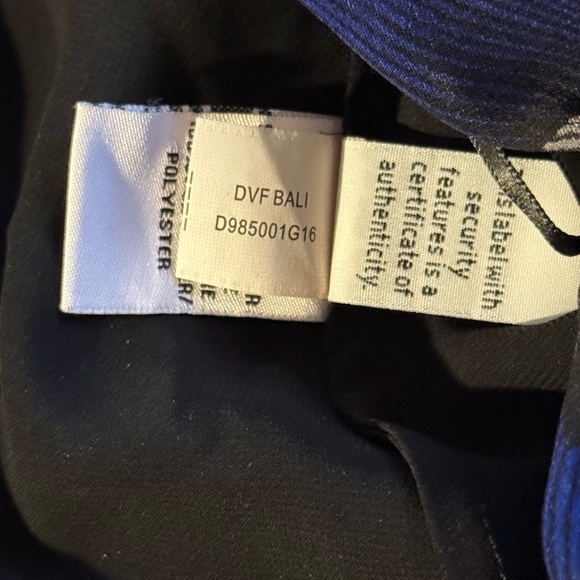 DVF BALI
D985001G16
POLYESTER
label with
security
features is a
certificate of
authenticity.